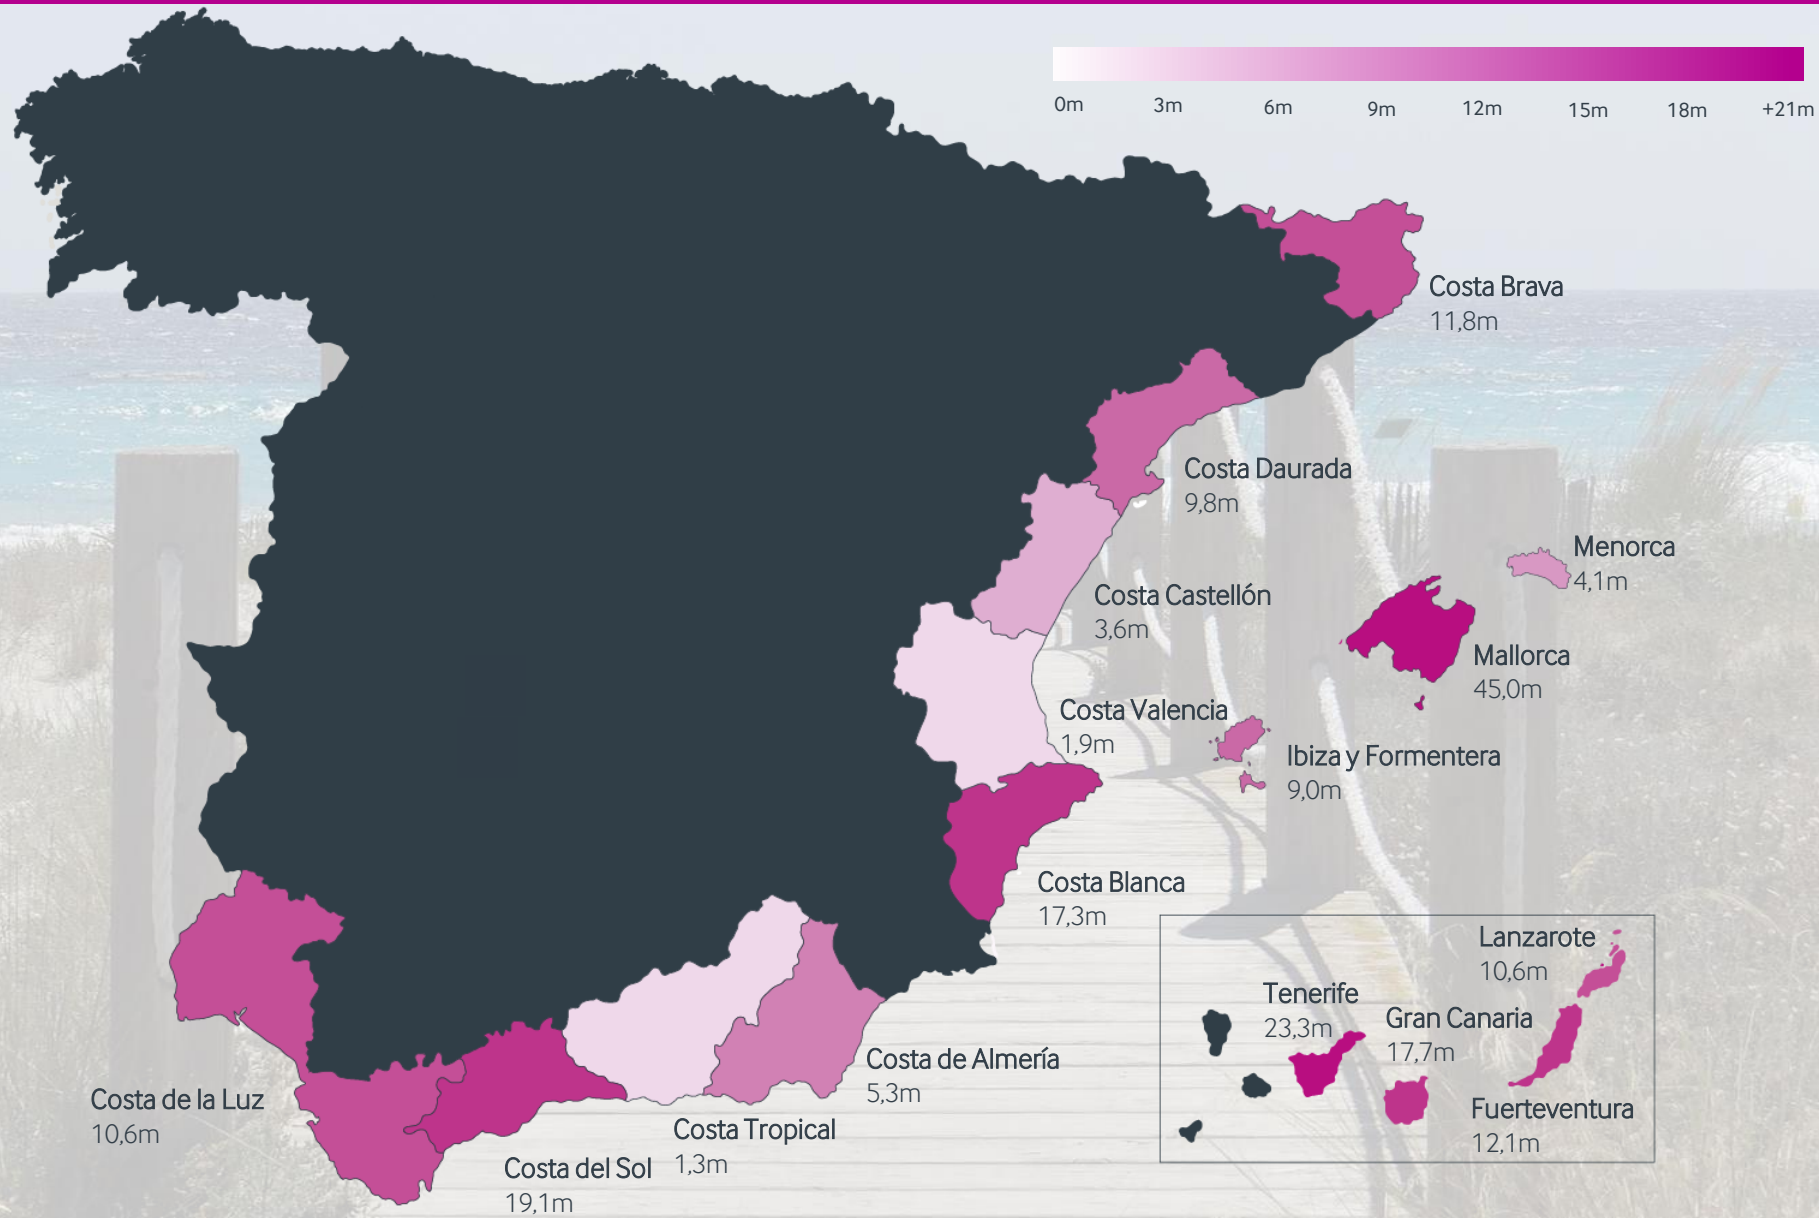 0m 3m 6m 9m 12m 15m 18m +21m
Costa Brava
11,8m
Costa Daurada
9,8m
Menorca
4,1m
Costa Castellón
3,6m
Mallorca
45,0m
Costa Valencia
1,9m
Ibiza y Formentera
9,0m
Costa Blanca
17,3m
Lanzarote
10,6m
Tenerife
23,3m
Gran Canaria
17,7m
Fuerteventura
12,1m
Costa de Almería
5,3m
Costa de la Luz
10,6m
Costa Tropical
1,3m
Costa del Sol
19,1m